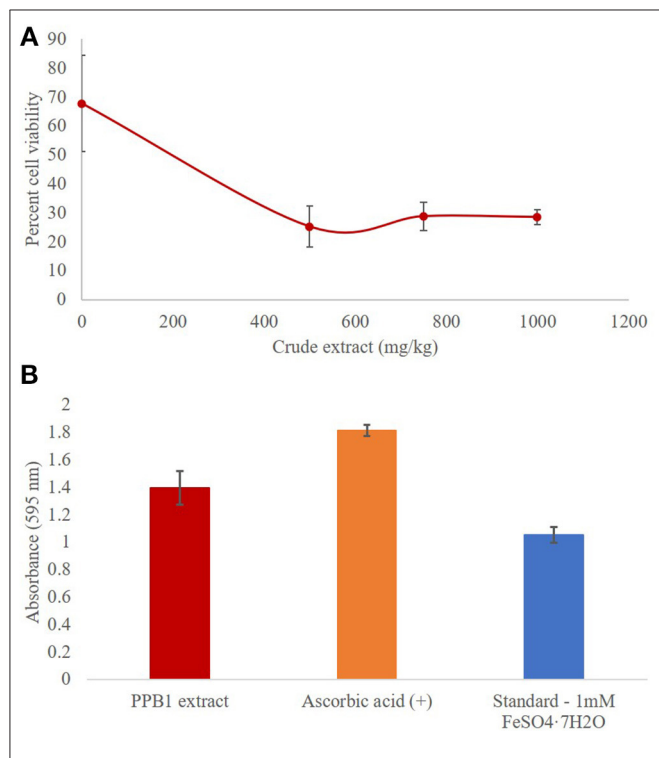 A
90
80
70
60
50
40
30
20
10
0
Percent cell viability
0 200 400 600 800 1000 1200
Crude extract (mg/kg)
B
2
1.8
1.6
1.4
1.2
1
0.8
0.6
0.4
0.2
0
Absorbance (595 nm)
PPB1 extract Ascorbic acid (+) Standard - 1mM
FeSO4·7H2O